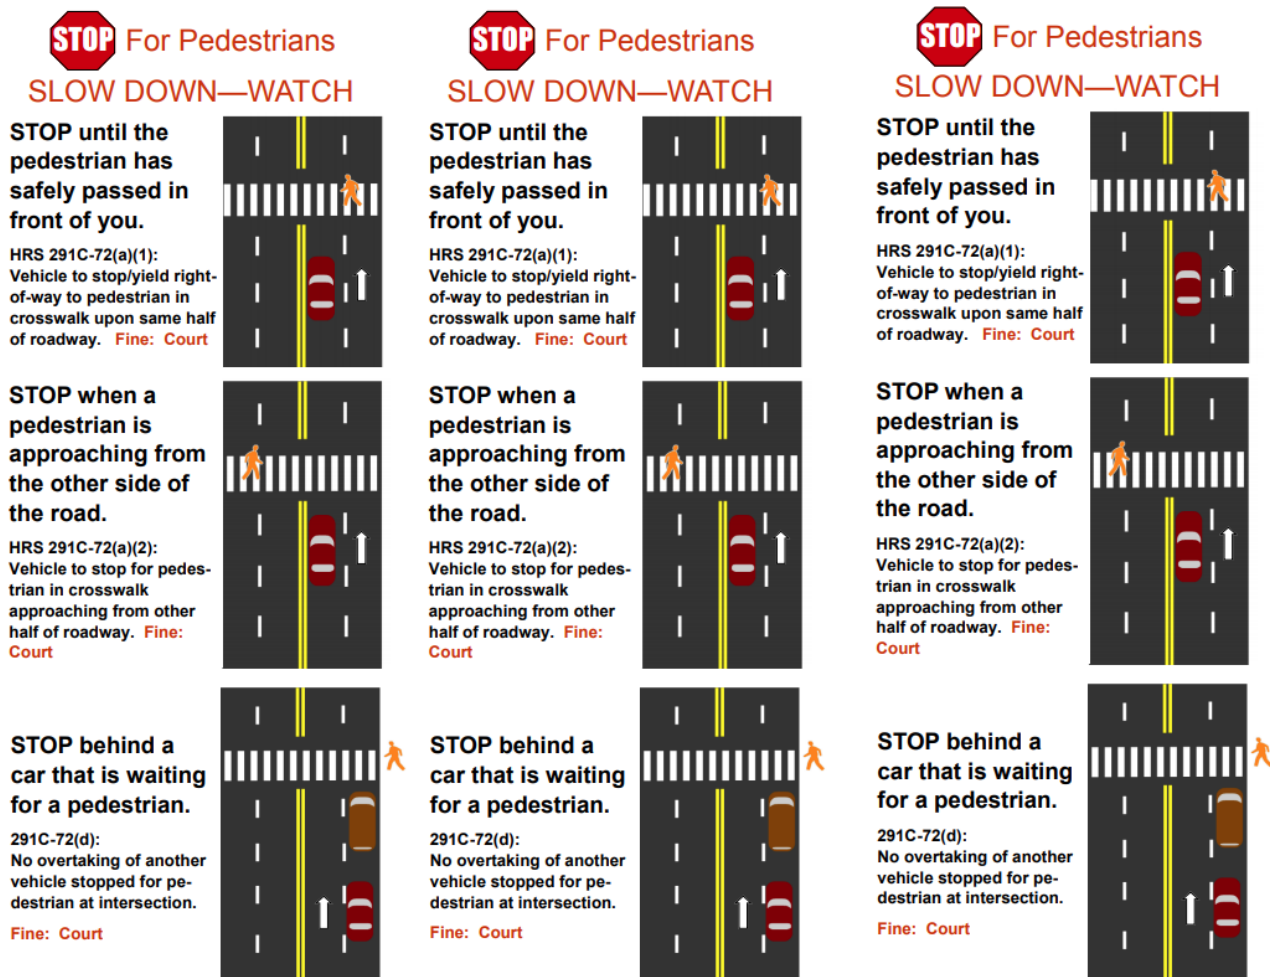 STOP For Pedestrians
SLOW DOWN—WATCH
STOP until the
pedestrian has
safely passed in
front of you.
HRS 291C-72(a)(1):
Vehicle to stop/yield right-
of-way to pedestrian in
crosswalk upon same half
of roadway. Fine: Court
STOP when a
pedestrian is
approaching from
the other side of
the road.
HRS 291C-72(a)(2):
Vehicle to stop for pedes-
trian in crosswalk
approaching from other
half of roadway. Fine:
Court
STOP behind a
car that is waiting
for a pedestrian.
291C-72(d):
No overtaking of another
vehicle stopped for pe-
destrian at intersection.
Fine: Court
STOP For Pedestrians
SLOW DOWN—WATCH
STOP until the
pedestrian has
safely passed in
front of you.
HRS 291C-72(a)(1):
Vehicle to stop/yield right-
of-way to pedestrian in
crosswalk upon same half
of roadway. Fine: Court
STOP when a
pedestrian is
approaching from
the other side of
the road.
HRS 291C-72(a)(2):
Vehicle to stop for pedes-
trian in crosswalk
approaching from other
half of roadway. Fine:
Court
STOP behind a
car that is waiting
for a pedestrian.
291C-72(d):
No overtaking of another
vehicle stopped for pe-
destrian at intersection.
Fine: Court
STOP For Pedestrians
SLOW DOWN—WATCH
STOP until the
pedestrian has
safely passed in
front of you.
HRS 291C-72(a)(1):
Vehicle to stop/yield right-
of-way to pedestrian in
crosswalk upon same half
of roadway. Fine: Court
STOP when a
pedestrian is
approaching from
the other side of
the road.
HRS 291C-72(a)(2):
Vehicle to stop for pedes-
trian in crosswalk
approaching from other
half of roadway. Fine:
Court
STOP behind a
car that is waiting
for a pedestrian.
291C-72(d):
No overtaking of another
vehicle stopped for pe-
destrian at intersection.
Fine: Court